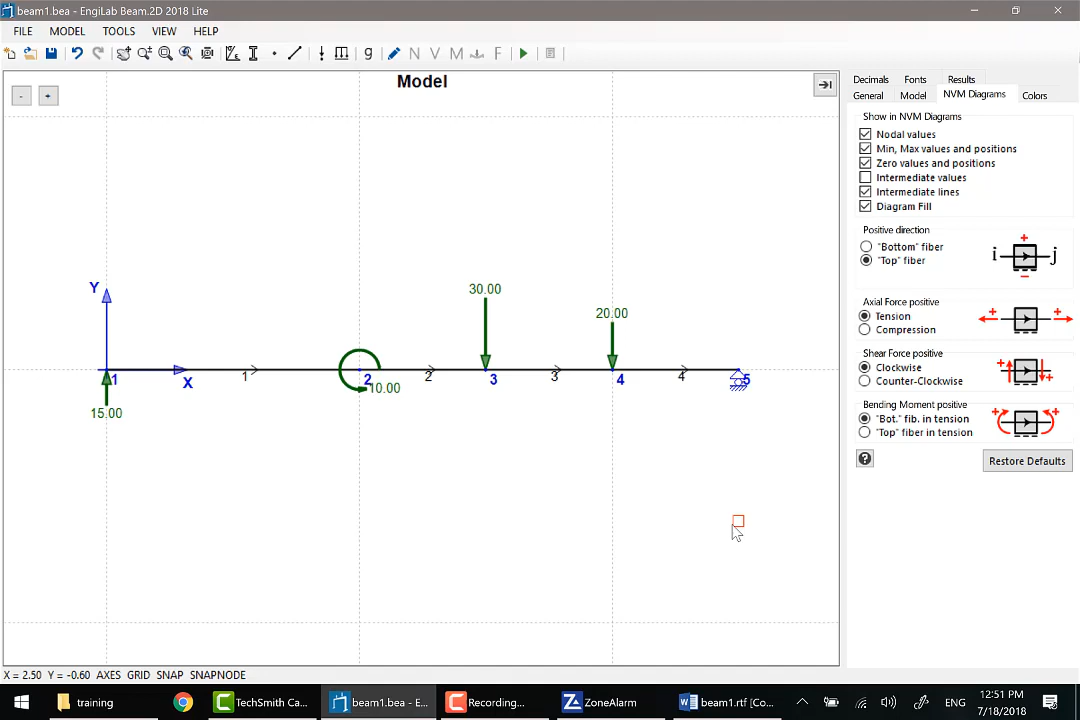 beam1.bea - EngiLab Beam.2D 2018 Lite
FILE MODEL TOOLS VIEW HELP
g N V M F
Model
- +
Decimals Fonts Results
General Model NVM Diagrams Colors
Show in NVM Diagrams
Nodal values
Min, Max values and positions
Zero values and positions
Intermediate values
Intermediate lines
Diagram Fill
Positive direction
"Bottom" fiber
"Top" fiber
i + j
−
Axial Force positive
Tension
Compression
+ +
Shear Force positive
Clockwise
Counter-Clockwise
+ +
Bending Moment positive
"Bot." fib. in tension
"Top" fiber in tension
+ +
?
Restore Defaults
Y
30.00
20.00
X
1 1 2 2 3 3 4 4 5
10.00
15.00
X = 2.50 Y = -0.60 AXES GRID SNAP SNAPNODE
training
TechSmith Ca...
beam1.bea - E...
Recording...
ZoneAlarm
beam1.rtf [Co...
ENG
12:51 PM
7/18/2018